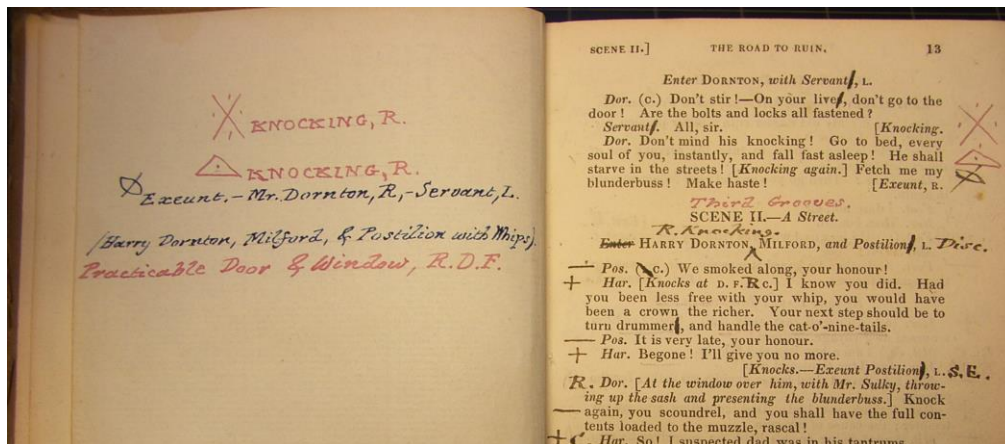 KNOCKING, R.
KNOCKING, R.
Exeunt.- Mr. Dornton, R, - Servant, L.
(Harry Dornton, Milford, & Postilion with Whips).
Practicable Door & Window, R.D.F.
SCENE II.] THE ROAD TO RUIN. 13
Enter DORNTON, with Servant, L.
Dor. (C.) Don't stir!—On your live, don't go to the
door! Are the bolts and locks all fastened?
Servant. All, sir. [Knocking.
Dor. Don't mind his knocking! Go to bed, every
soul of you, instantly, and fall fast asleep! He shall
starve in the streets! [Knocking again.] Fetch me my
blunderbuss! Make haste! [Exeunt, R.
Third Grooves.
SCENE II.—A Street.
R. Knocking.
Enter HARRY DORNTON, MILFORD, and Postilion, L. Disc.
Pos. ( C.) We smoked along, your honour!
Har. [Knocks at D. F. R C.] I know you did. Had
you been less free with your whip, you would have
been a crown the richer. Your next step should be to
turn drummer, and handle the cat-o'-nine-tails.
Pos. It is very late, your honour.
Har. Begone! I'll give you no more.
[Knocks.—Exeunt Postilion, L. S.E.
R. Dor. [At the window over him, with Mr. Sulky, throw-
ing up the sash and presenting the blunderbuss.] Knock
again, you scoundrel, and you shall have the full con-
tents loaded to the muzzle, rascal!
C. Har. So! I suspected dad was in his tantrums.